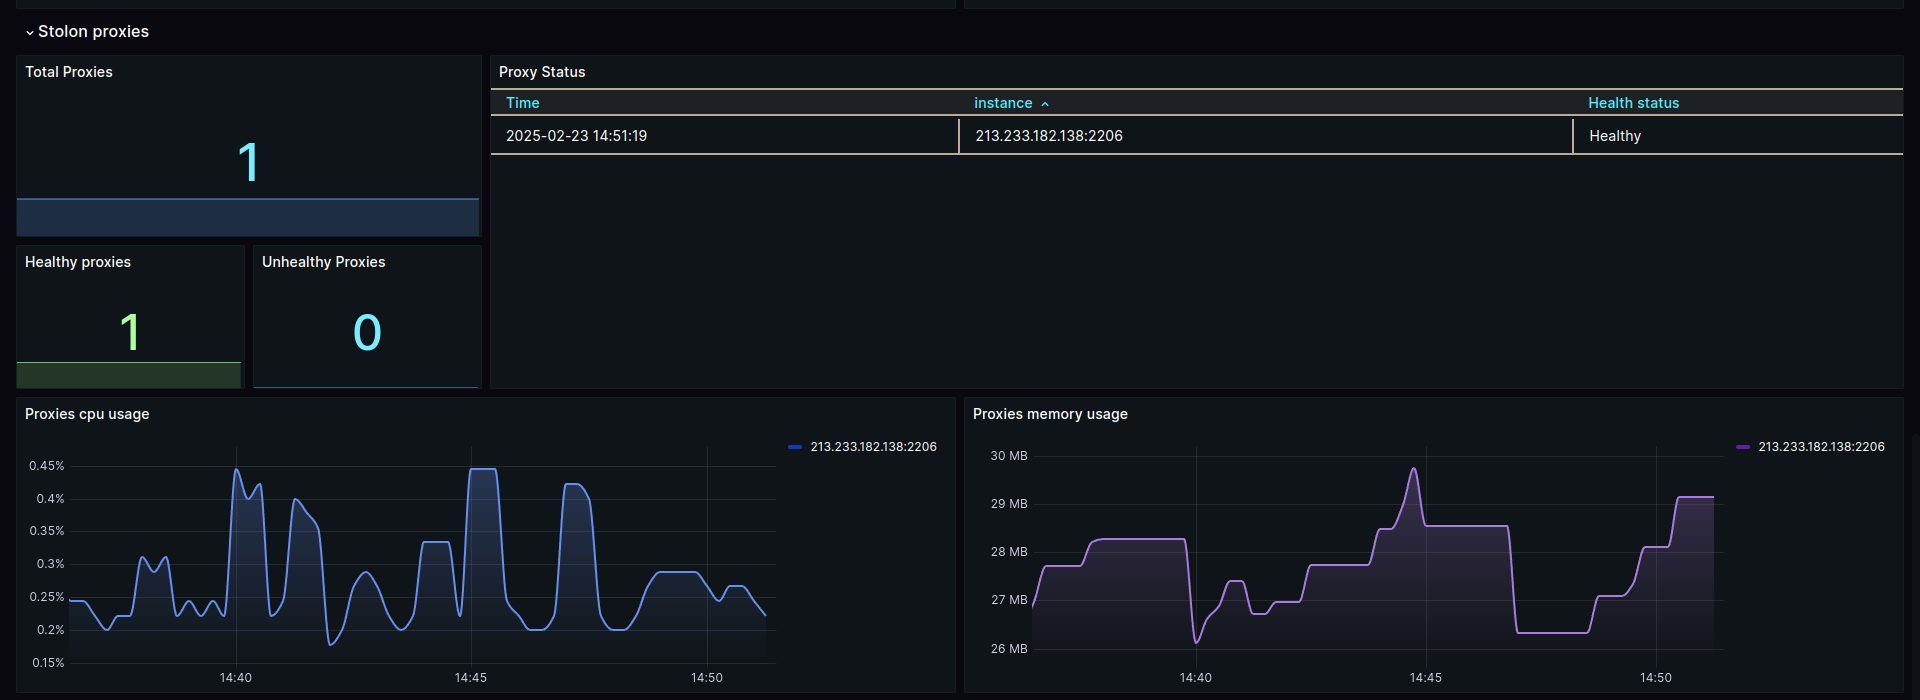 Stolon proxies
Total Proxies
1
Proxy Status
Time instance Health status
2025-02-23 14:51:19 213.233.182.138:2206 Healthy
Healthy proxies
1
Unhealthy Proxies
0
Proxies cpu usage
213.233.182.138:2206
0.45%
0.4%
0.35%
0.3%
0.25%
0.2%
0.15%
14:40 14:45 14:50
Proxies memory usage
213.233.182.138:2206
30 MB
29 MB
28 MB
27 MB
26 MB
14:40 14:45 14:50